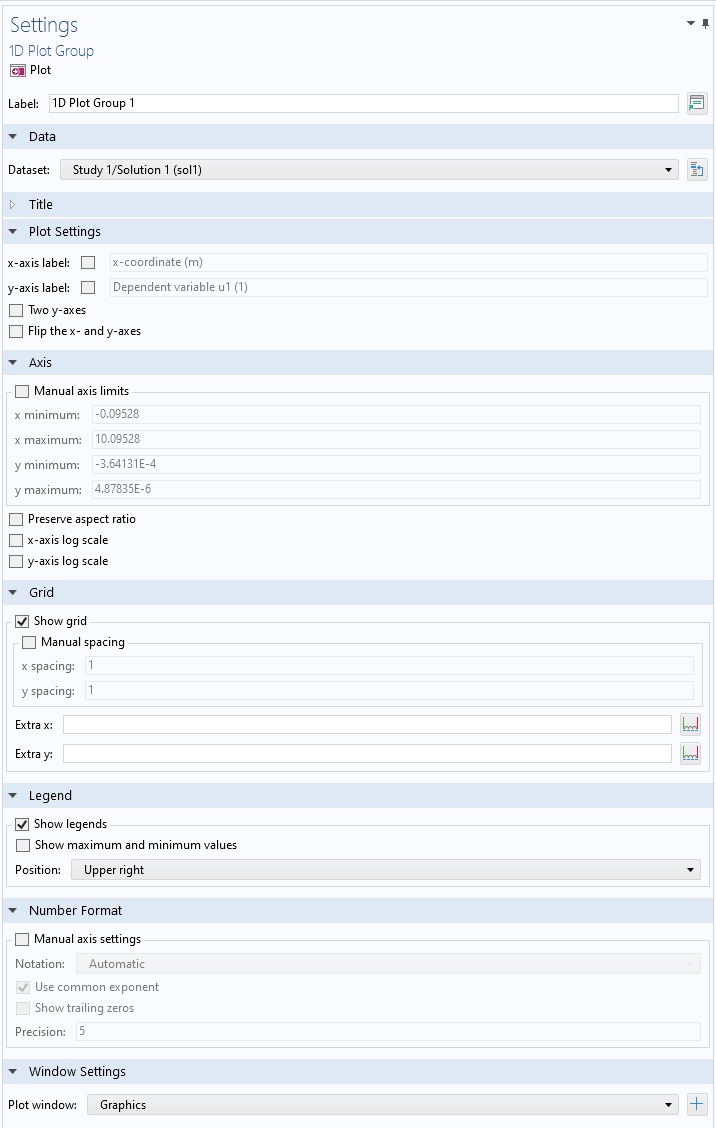 Settings
1D Plot Group
Plot
Label: 1D Plot Group 1
Data
Dataset: Study 1/Solution 1 (sol1)
Title
Plot Settings
x-axis label: x-coordinate (m)
y-axis label: Dependent variable u1 (1)
Two y-axes
Flip the x- and y-axes
Axis
Manual axis limits
x minimum: -0.09528
x maximum: 10.09528
y minimum: -3.64131E-4
y maximum: 4.87835E-6
Preserve aspect ratio
x-axis log scale
y-axis log scale
Grid
Show grid
Manual spacing
x spacing: 1
y spacing: 1
Extra x:
Extra y:
Legend
Show legends
Show maximum and minimum values
Position: Upper right
Number Format
Manual axis settings
Notation: Automatic
Use common exponent
Show trailing zeros
Precision: 5
Window Settings
Plot window: Graphics